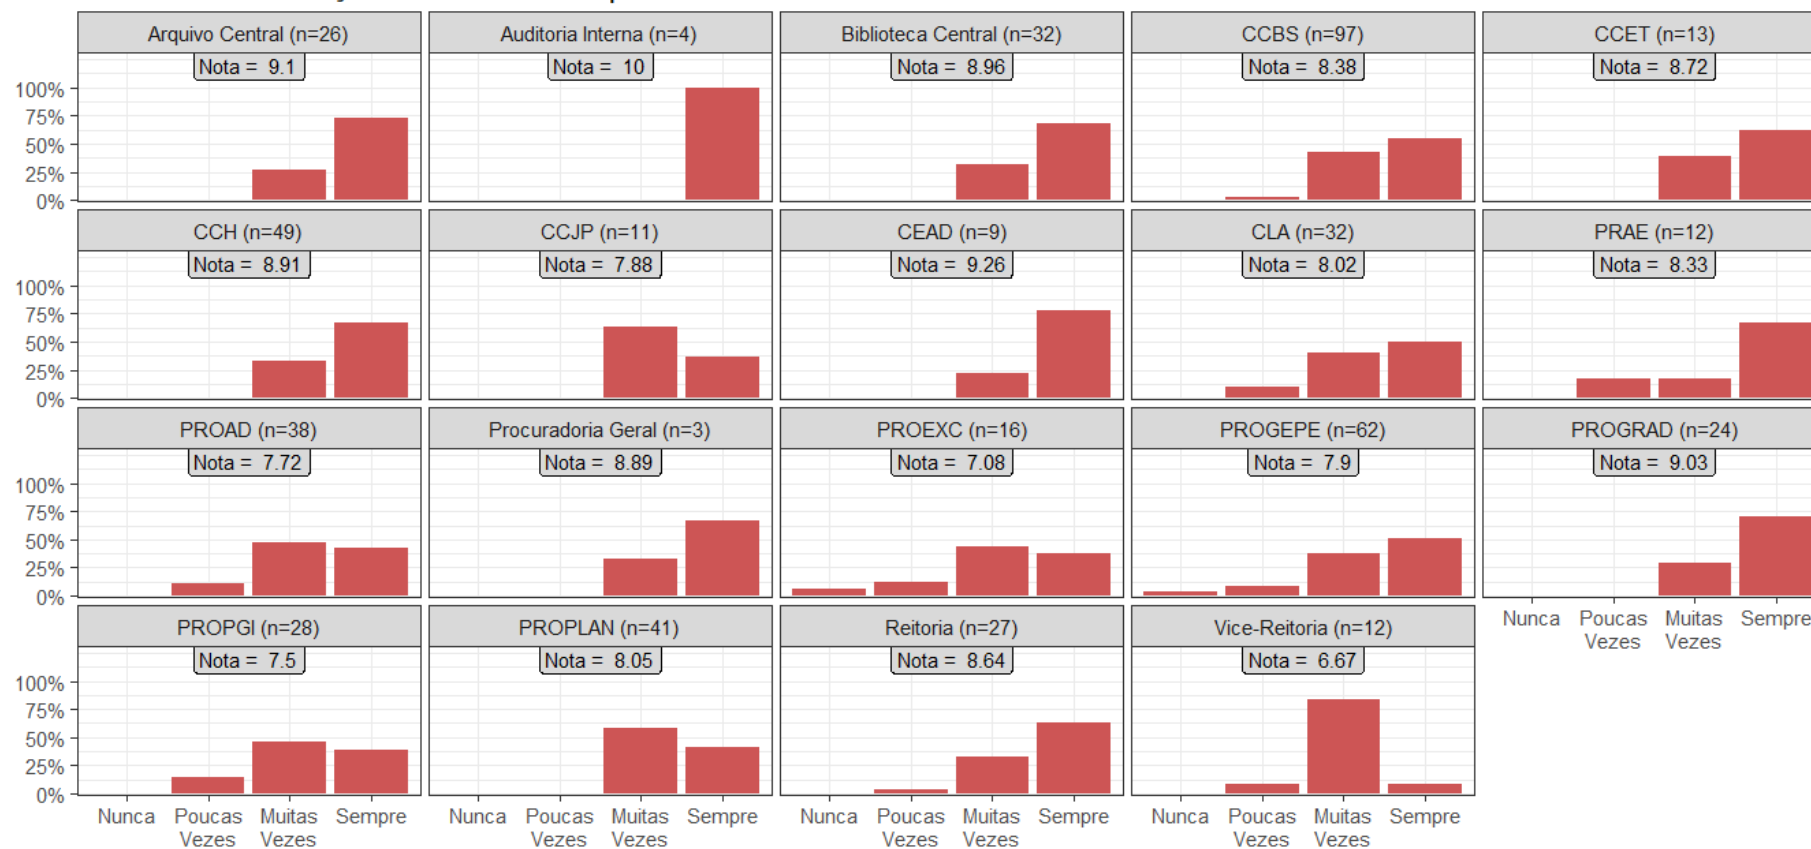 Arquivo Central (n=26) Auditoria Interna (n=4) Biblioteca Central (n=32) CCBS (n=97) CCET (n=13)
Nota = 9.1 Nota = 10 Nota = 8.96 Nota = 8.38 Nota = 8.72
100%
75%
50%
25%
0%
CCH (n=49) CCJP (n=11) CEAD (n=9) CLA (n=32) PRAE (n=12)
Nota = 8.91 Nota = 7.88 Nota = 9.26 Nota = 8.02 Nota = 8.33
100%
75%
50%
25%
0%
PROAD (n=38) Procuradoria Geral (n=3) PROEXC (n=16) PROGEPE (n=62) PROGRAD (n=24)
Nota = 7.72 Nota = 8.89 Nota = 7.08 Nota = 7.9 Nota = 9.03
100%
75%
50%
25%
0%
Nunca Poucas Muitas Sempre
Vezes Vezes
PROPGI (n=28) PROPLAN (n=41) Reitoria (n=27) Vice-Reitoria (n=12)
Nota = 7.5 Nota = 8.05 Nota = 8.64 Nota = 6.67
100%
75%
50%
25%
0%
Nunca Poucas Muitas Sempre Nunca Poucas Muitas Sempre Nunca Poucas Muitas Sempre Nunca Poucas Muitas Sempre
Vezes Vezes Vezes Vezes Vezes Vezes Vezes Vezes